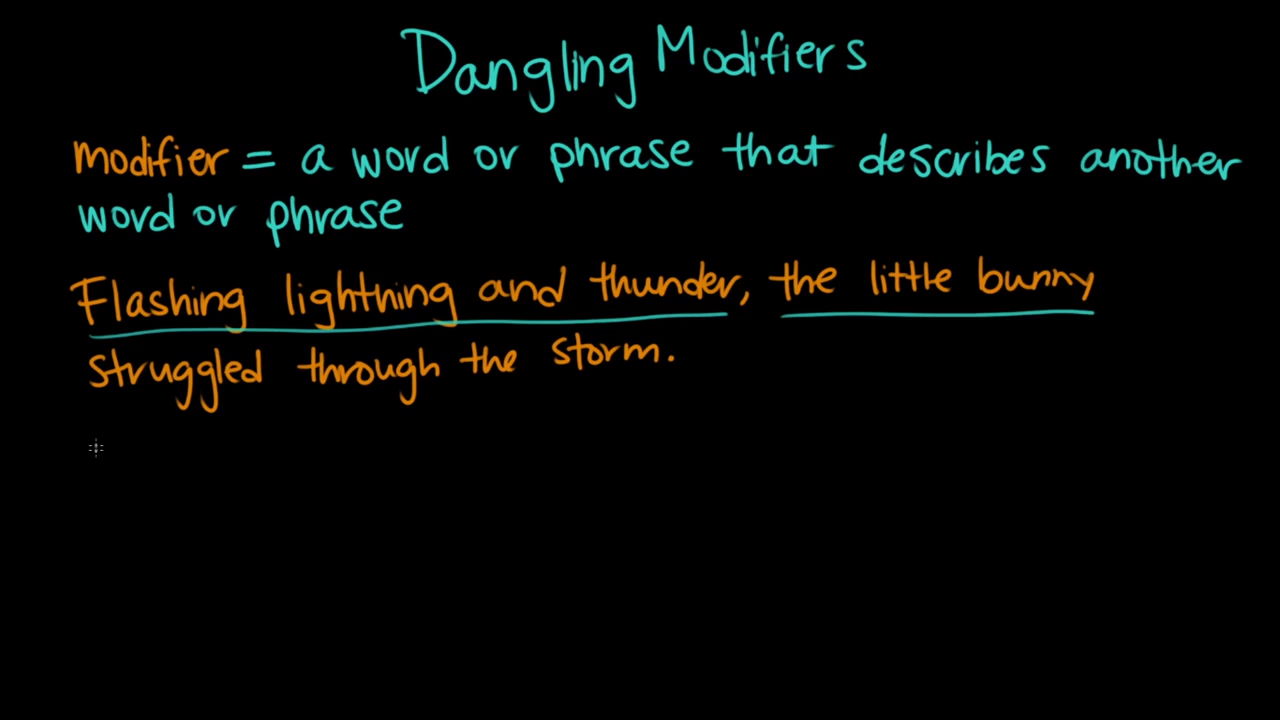 Dangling Modifiers
modifier = a word or phrase that describes another
word or phrase
Flashing lightning and thunder, the little bunny
struggled through the storm.